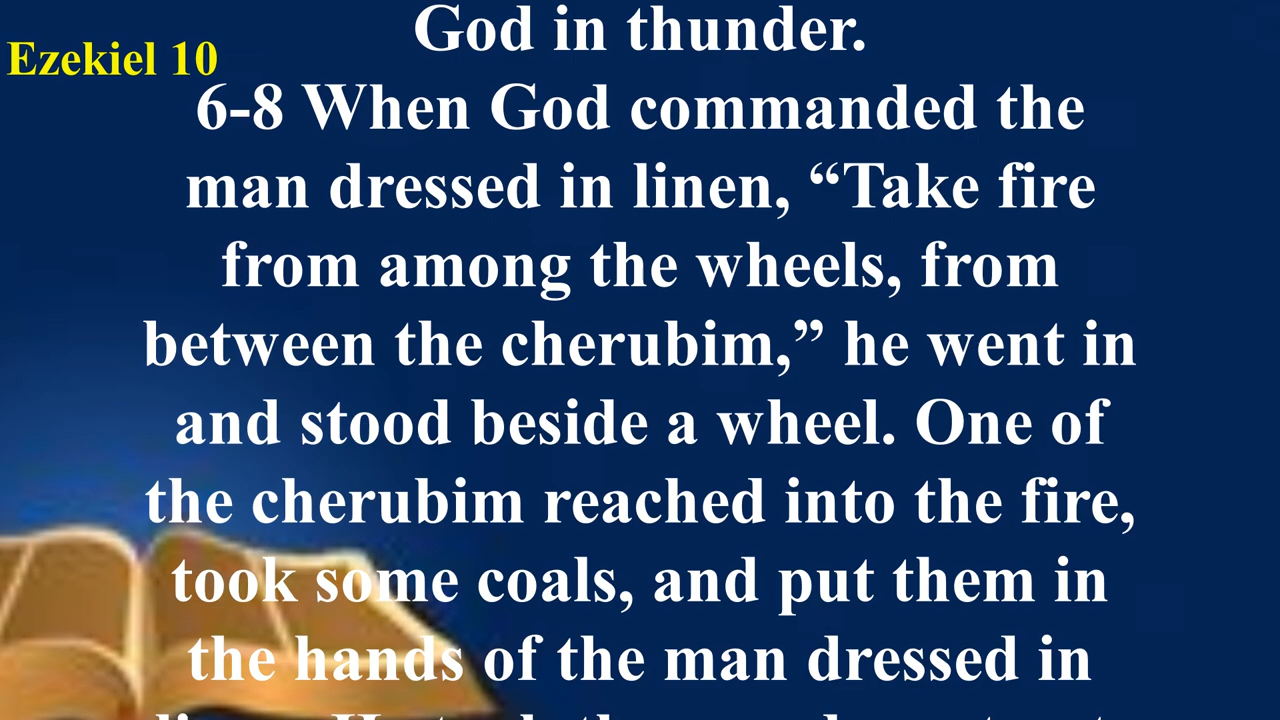 God in thunder.
Ezekiel 10
6-8 When God commanded the
man dressed in linen, “Take fire
from among the wheels, from
between the cherubim,” he went in
and stood beside a wheel. One of
the cherubim reached into the fire,
took some coals, and put them in
the hands of the man dressed in